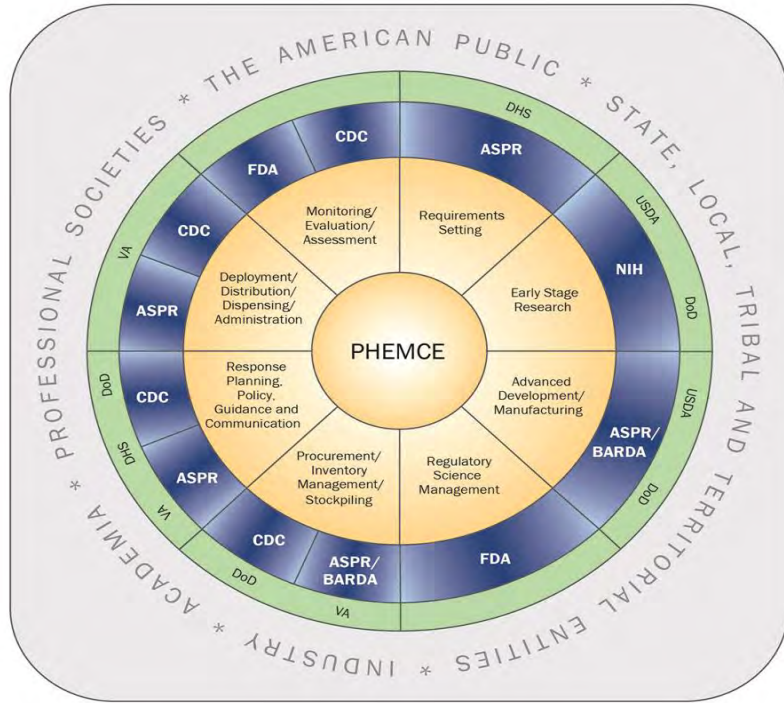 PROFESSIONAL SOCIETIES * THE AMERICAN PUBLIC * STATE, LOCAL, TRIBAL AND TERRITORIAL ENTITIES * INDUSTRY * ACADEMIA *
DHS
USDA
DoD
USDA
DoD
VA
DoD
VA
DHS
DoD
VA
ASPR
NIH
ASPR/
BARDA
FDA
ASPR/
BARDA
CDC
ASPR
CDC
ASPR
CDC
FDA
CDC
Requirements
Setting
Early Stage
Research
Advanced
Development/
Manufacturing
Regulatory
Science
Management
Procurement/
Inventory
Management/
Stockpiling
Response
Planning,
Policy,
Guidance and
Communication
Deployment/
Distribution/
Dispensing/
Administration
Monitoring/
Evaluation/
Assessment
PHEMCE